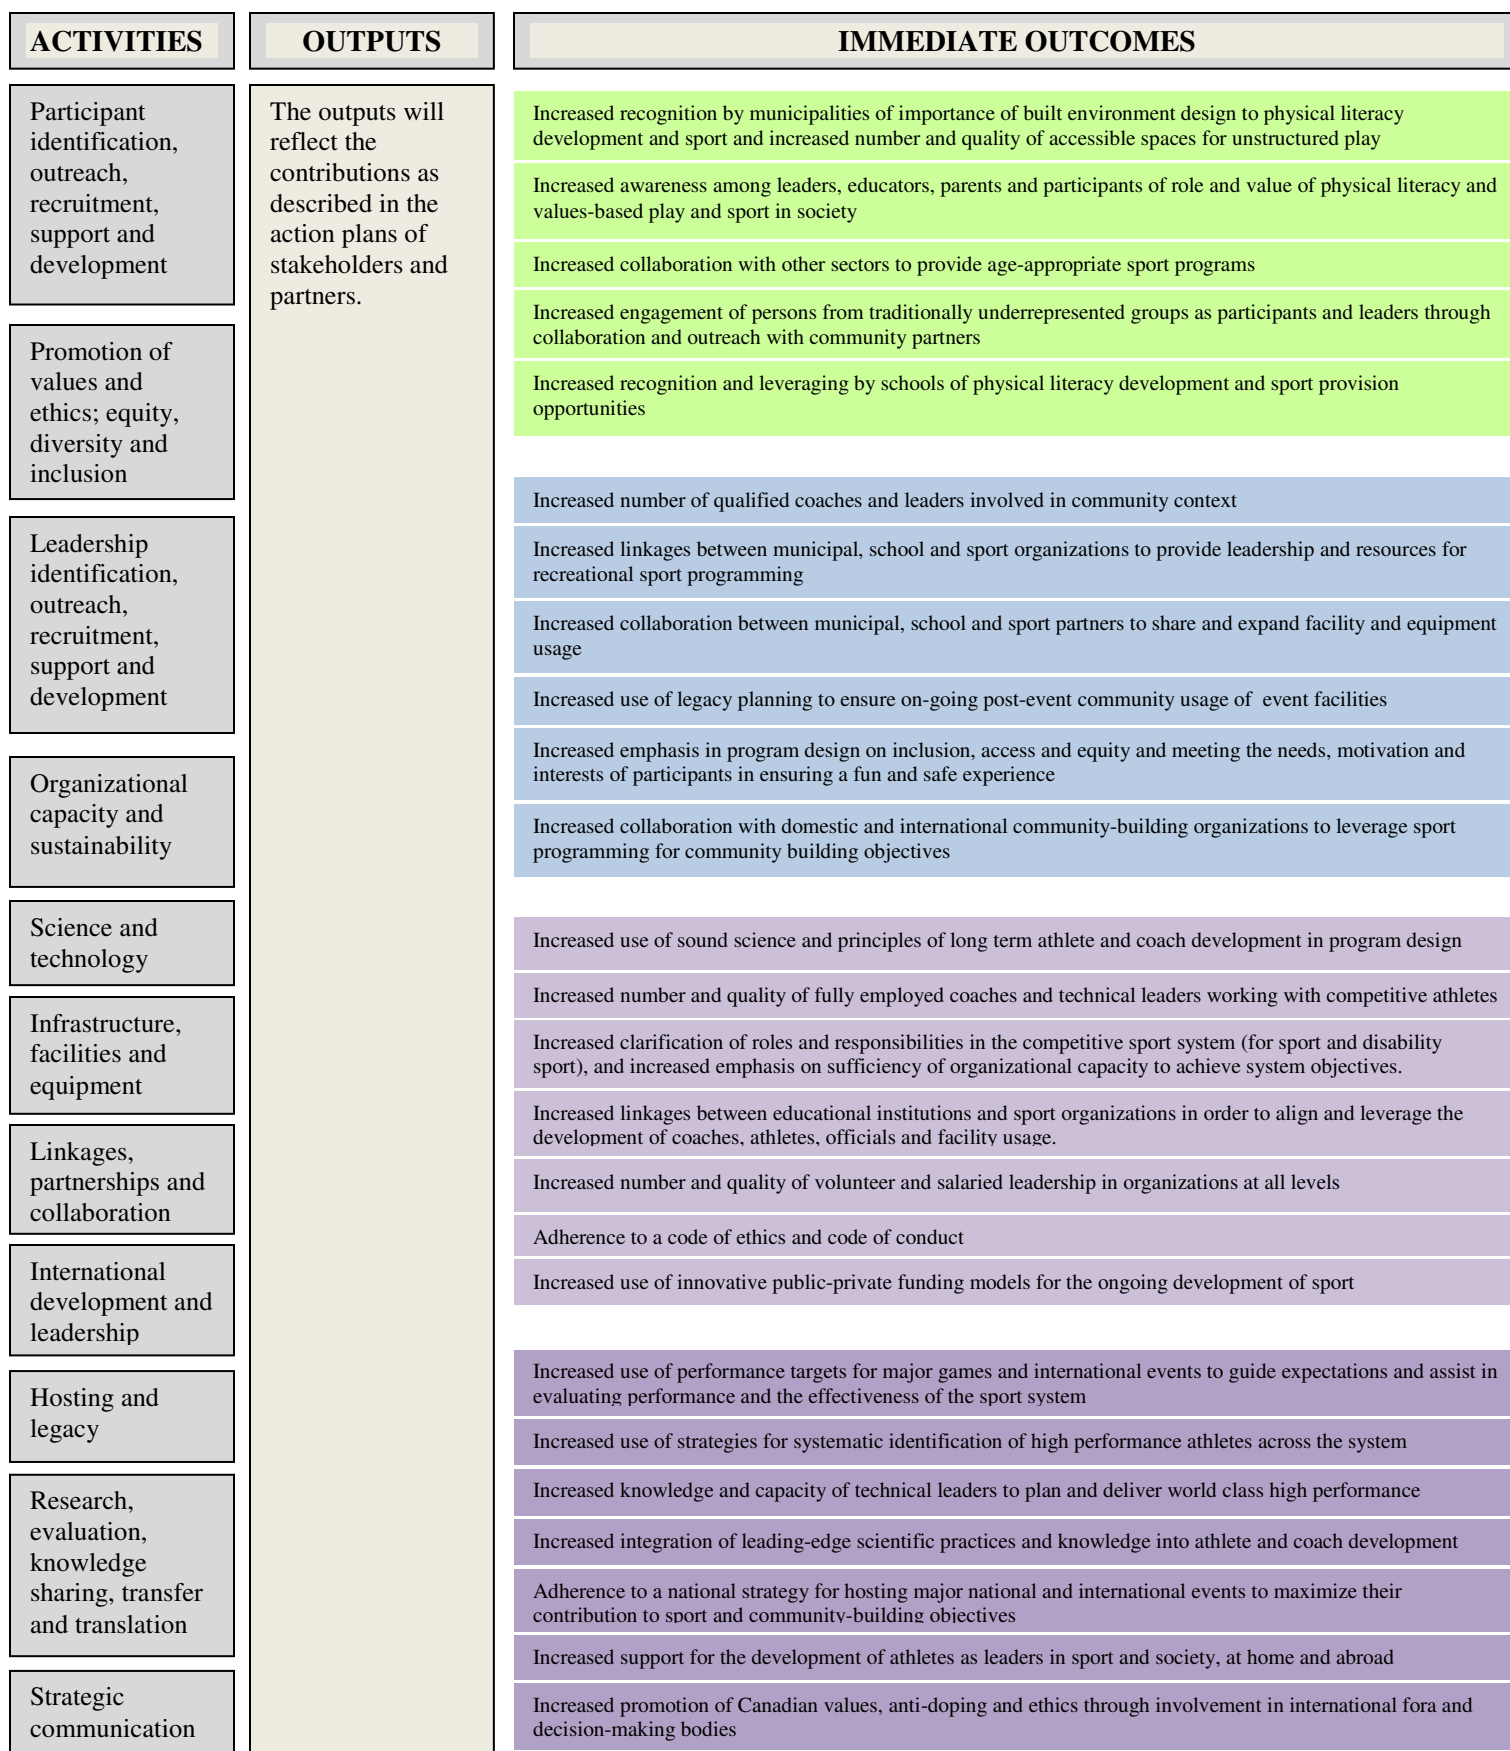 ACTIVITIES
OUTPUTS
IMMEDIATE OUTCOMES
Participant
identification,
outreach,
recruitment,
support and
development
Promotion of
values and
ethics; equity,
diversity and
inclusion
Leadership
identification,
outreach,
recruitment,
support and
development
Organizational
capacity and
sustainability
Science and
technology
Infrastructure,
facilities and
equipment
Linkages,
partnerships and
collaboration
International
development and
leadership
Hosting and
legacy
Research,
evaluation,
knowledge
sharing, transfer
and translation
Strategic
communication
The outputs will
reflect the
contributions as
described in the
action plans of
stakeholders and
partners.
Increased recognition by municipalities of importance of built environment design to physical literacy
development and sport and increased number and quality of accessible spaces for unstructured play
Increased awareness among leaders, educators, parents and participants of role and value of physical literacy and
values-based play and sport in society
Increased collaboration with other sectors to provide age-appropriate sport programs
Increased engagement of persons from traditionally underrepresented groups as participants and leaders through
collaboration and outreach with community partners
Increased recognition and leveraging by schools of physical literacy development and sport provision
opportunities
Increased number of qualified coaches and leaders involved in community context
Increased linkages between municipal, school and sport organizations to provide leadership and resources for
recreational sport programming
Increased collaboration between municipal, school and sport partners to share and expand facility and equipment
usage
Increased use of legacy planning to ensure on-going post-event community usage of event facilities
Increased emphasis in program design on inclusion, access and equity and meeting the needs, motivation and
interests of participants in ensuring a fun and safe experience
Increased collaboration with domestic and international community-building organizations to leverage sport
programming for community building objectives
Increased use of sound science and principles of long term athlete and coach development in program design
Increased number and quality of fully employed coaches and technical leaders working with competitive athletes
Increased clarification of roles and responsibilities in the competitive sport system (for sport and disability
sport), and increased emphasis on sufficiency of organizational capacity to achieve system objectives.
Increased linkages between educational institutions and sport organizations in order to align and leverage the
development of coaches, athletes, officials and facility usage.
Increased number and quality of volunteer and salaried leadership in organizations at all levels
Adherence to a code of ethics and code of conduct
Increased use of innovative public-private funding models for the ongoing development of sport
Increased use of performance targets for major games and international events to guide expectations and assist in
evaluating performance and the effectiveness of the sport system
Increased use of strategies for systematic identification of high performance athletes across the system
Increased knowledge and capacity of technical leaders to plan and deliver world class high performance
Increased integration of leading-edge scientific practices and knowledge into athlete and coach development
Adherence to a national strategy for hosting major national and international events to maximize their
contribution to sport and community-building objectives
Increased support for the development of athletes as leaders in sport and society, at home and abroad
Increased promotion of Canadian values, anti-doping and ethics through involvement in international fora and
decision-making bodies